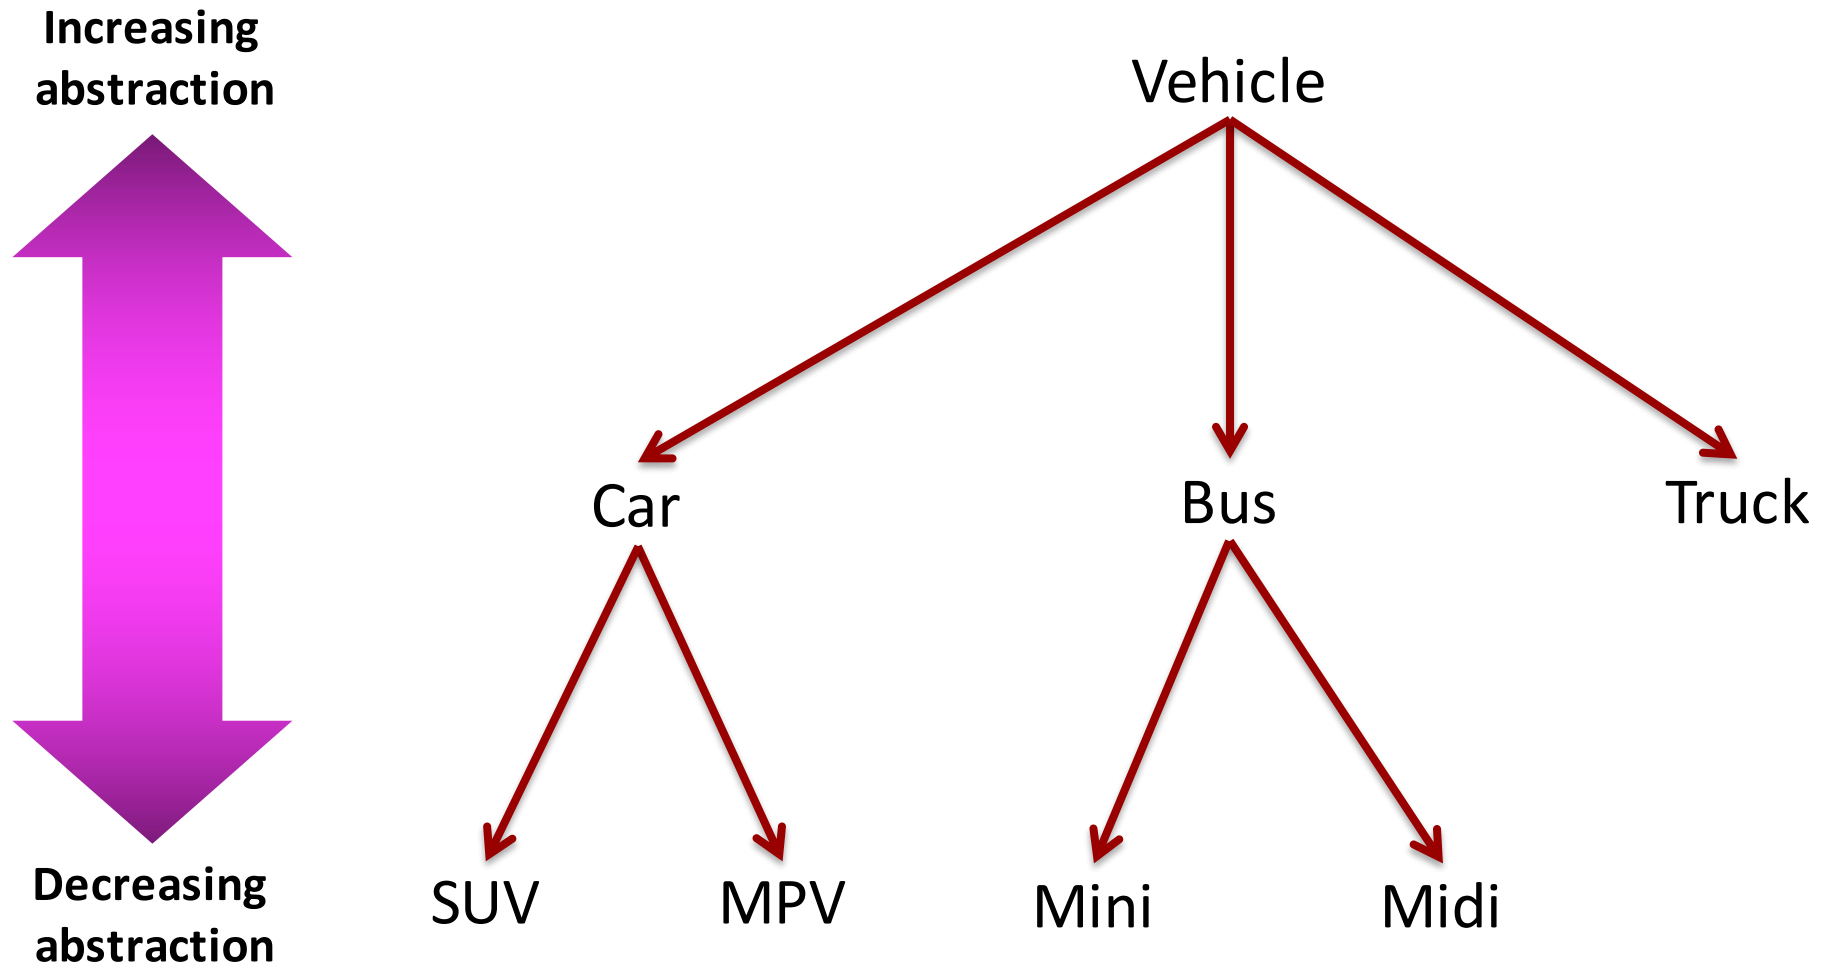 Increasing
abstraction
Vehicle
Car
Bus
Truck
SUV
MPV
Mini
Midi
Decreasing
abstraction